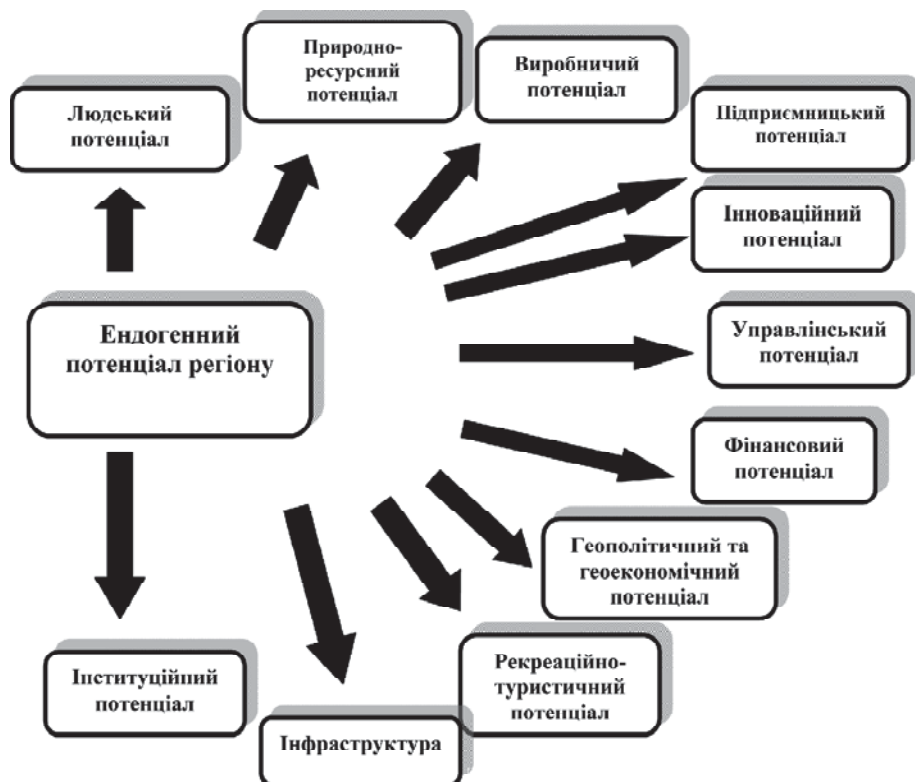 Природно-
ресурсний
потенціал
Виробничий
потенціал
Людський
потенціал
Підприємницький
потенціал
Інноваційний
потенціал
Ендогенний
потенціал регіону
Управлінський
потенціал
Фінансовий
потенціал
Геополітичний та
геоекономічний
потенціал
Рекреаційно-
туристичний
потенціал
Інституційний
потенціал
Інфраструктура